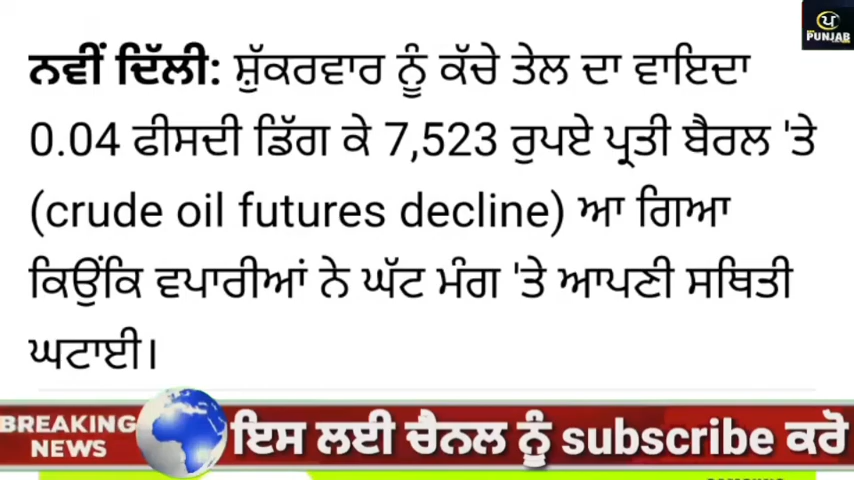 ਪ
PUNJAB
ਨਵੀਂ ਦਿੱਲੀ: ਸ਼ੁੱਕਰਵਾਰ ਨੂੰ ਕੱਚੇ ਤੇਲ ਦਾ ਵਾਇਦਾ
0.04 ਫੀਸਦੀ ਡਿੱਗ ਕੇ 7,523 ਰੁਪਏ ਪ੍ਰਤੀ ਬੈਰਲ 'ਤੇ
(crude oil futures decline) ਆ ਗਿਆ
ਕਿਉਂਕਿ ਵਪਾਰੀਆਂ ਨੇ ਘੱਟ ਮੰਗ 'ਤੇ ਆਪਣੀ ਸਥਿਤੀ
ਘਟਾਈ।
BREAKING
NEWS
ਇਸ ਲਈ ਚੈਨਲ ਨੂੰ subscribe ਕਰੋ